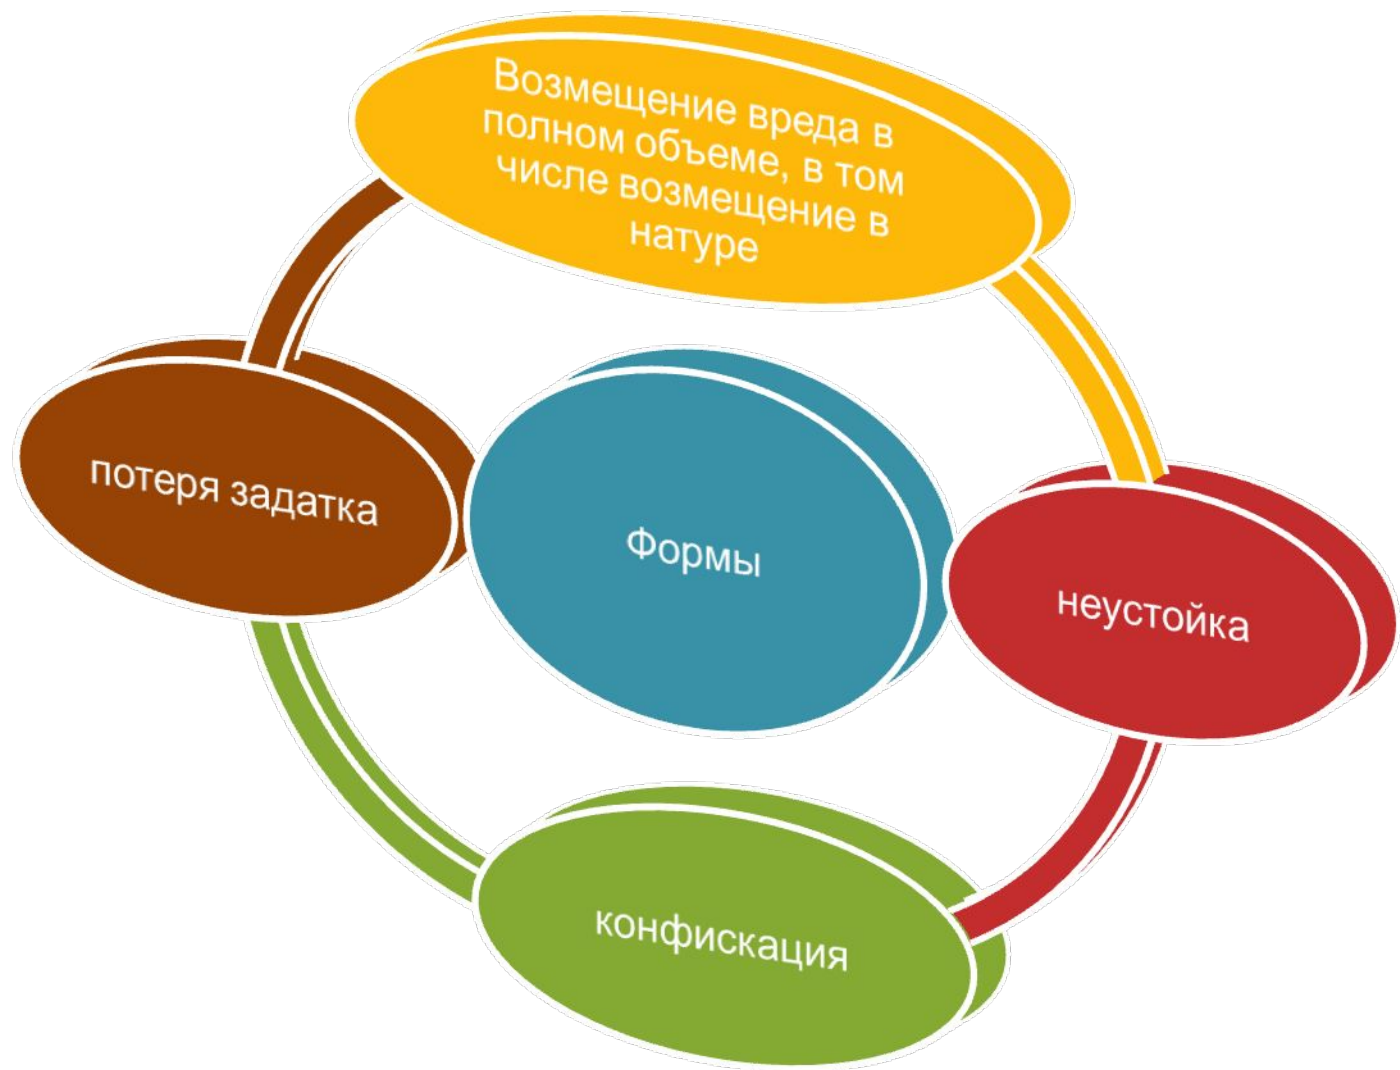 Возмещение вреда в
полном объеме, в том
числе возмещение в
натуре
потеря задатка
Формы
неустойка
конфискация